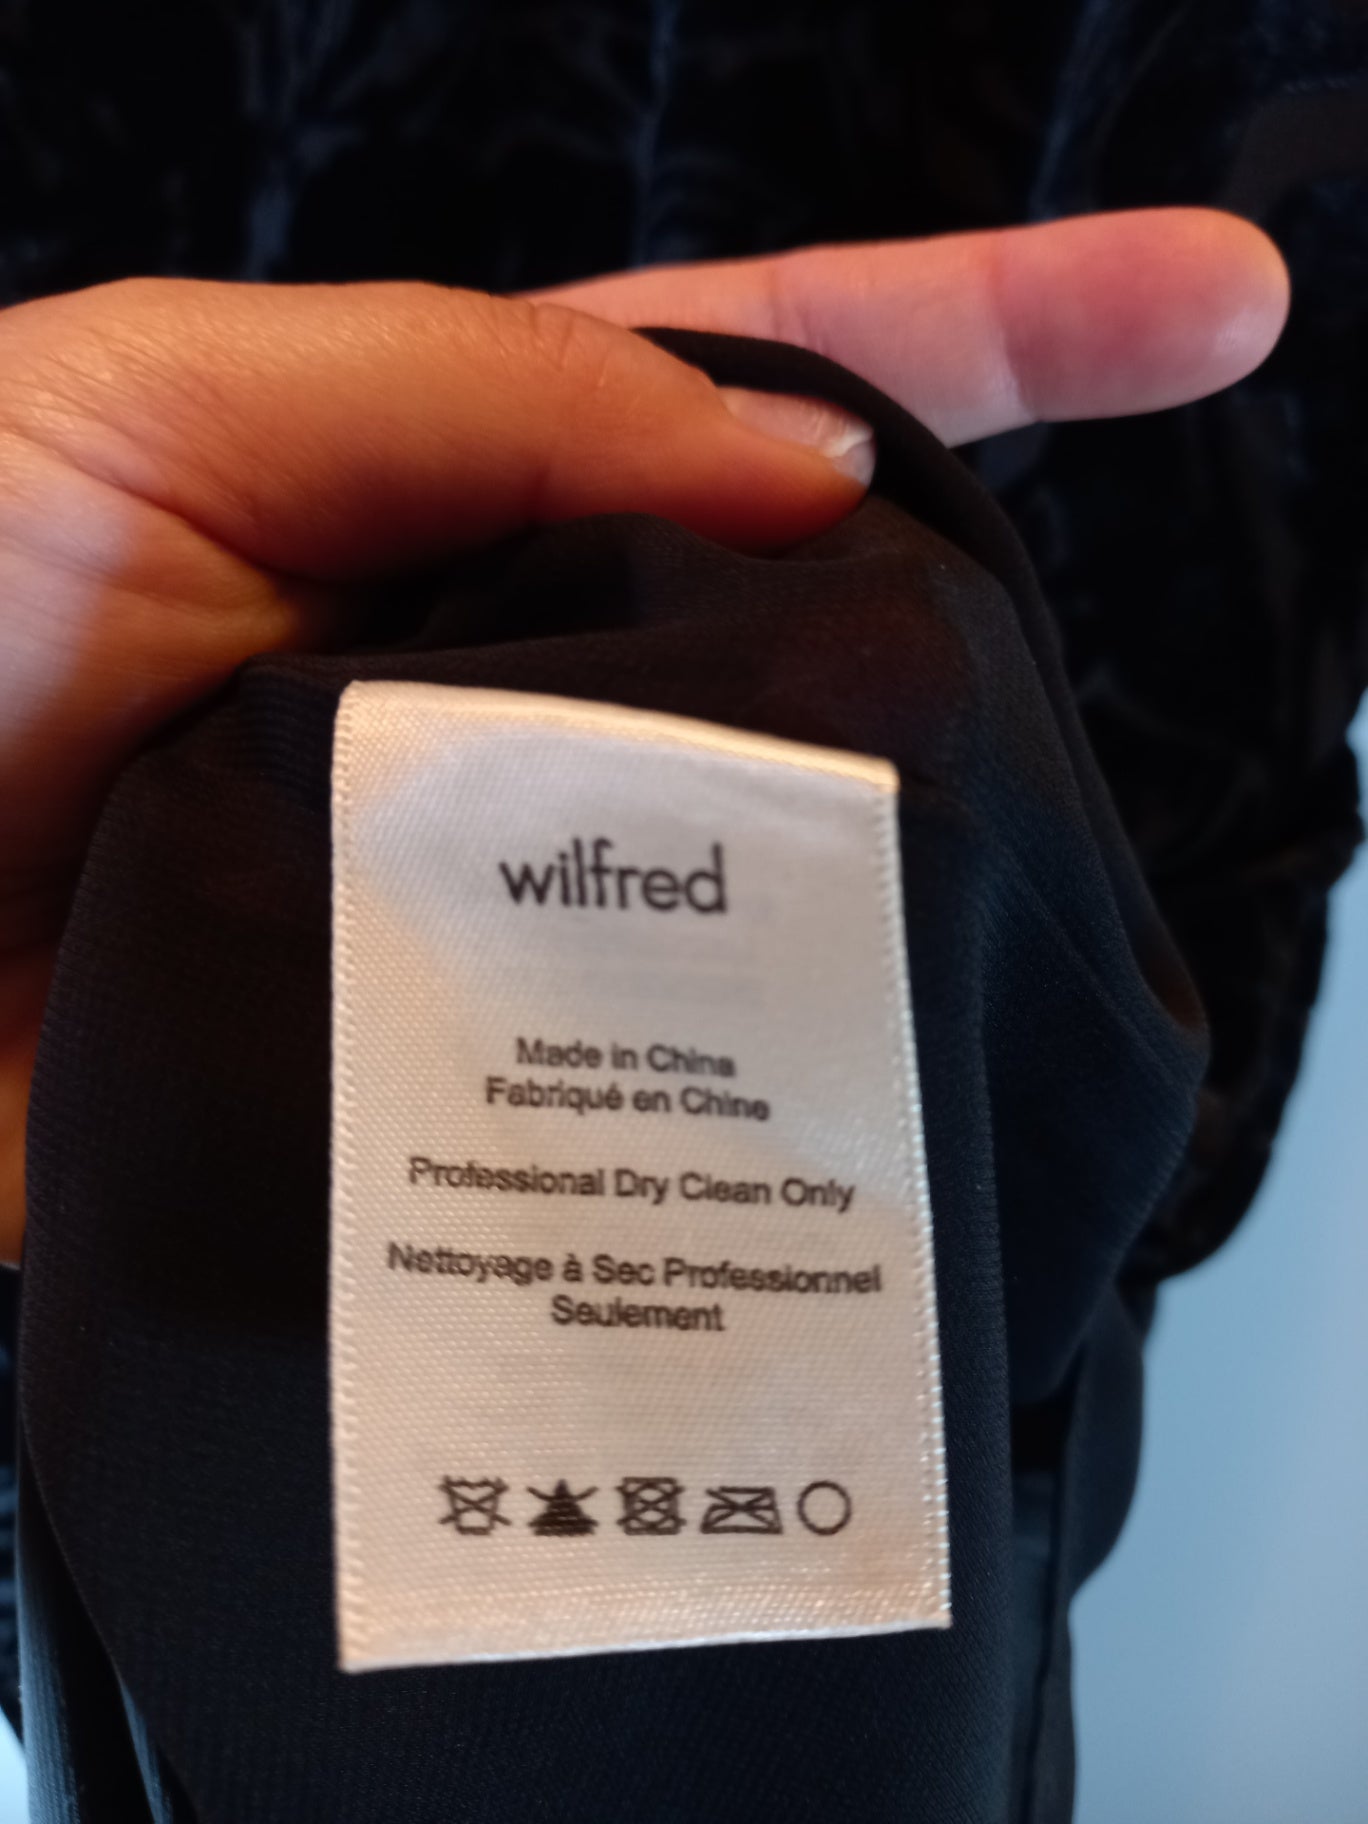 wilfred
Made in China
Fabriqué en Chine
Professional Dry Clean Only
Nettoyage à Sec Professionnel
Seulement